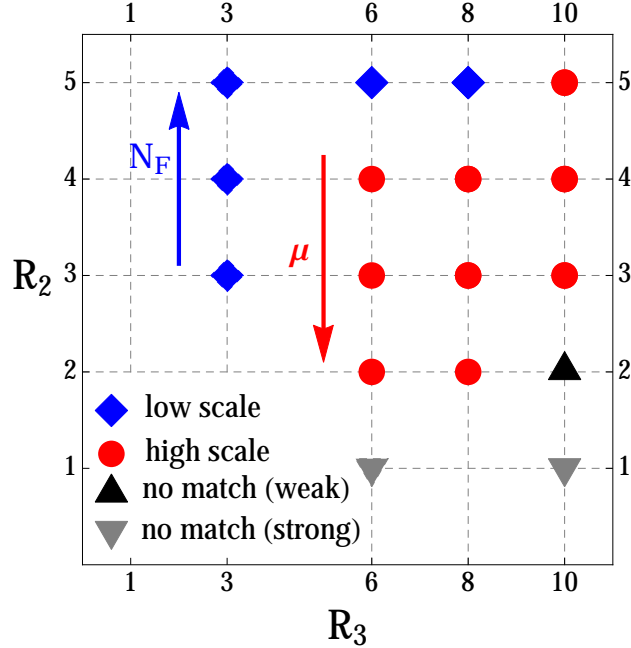 1 3 6 8 10
5 5
N_F
4 4
μ
R_2 3 3
2 2
low scale
high scale
1 1
no match (weak)
no match (strong)
1 3 6 8 10
R_3